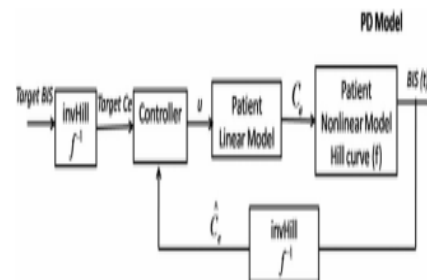 PD Model
Target BIS
invHill
f⁻¹
Target Ce
Controller
u
Patient
Linear Model
Cₑ
Patient
Nonlinear Model
Hill curve (f)
BIS (t)
Ĉₑ
invHill
f⁻¹